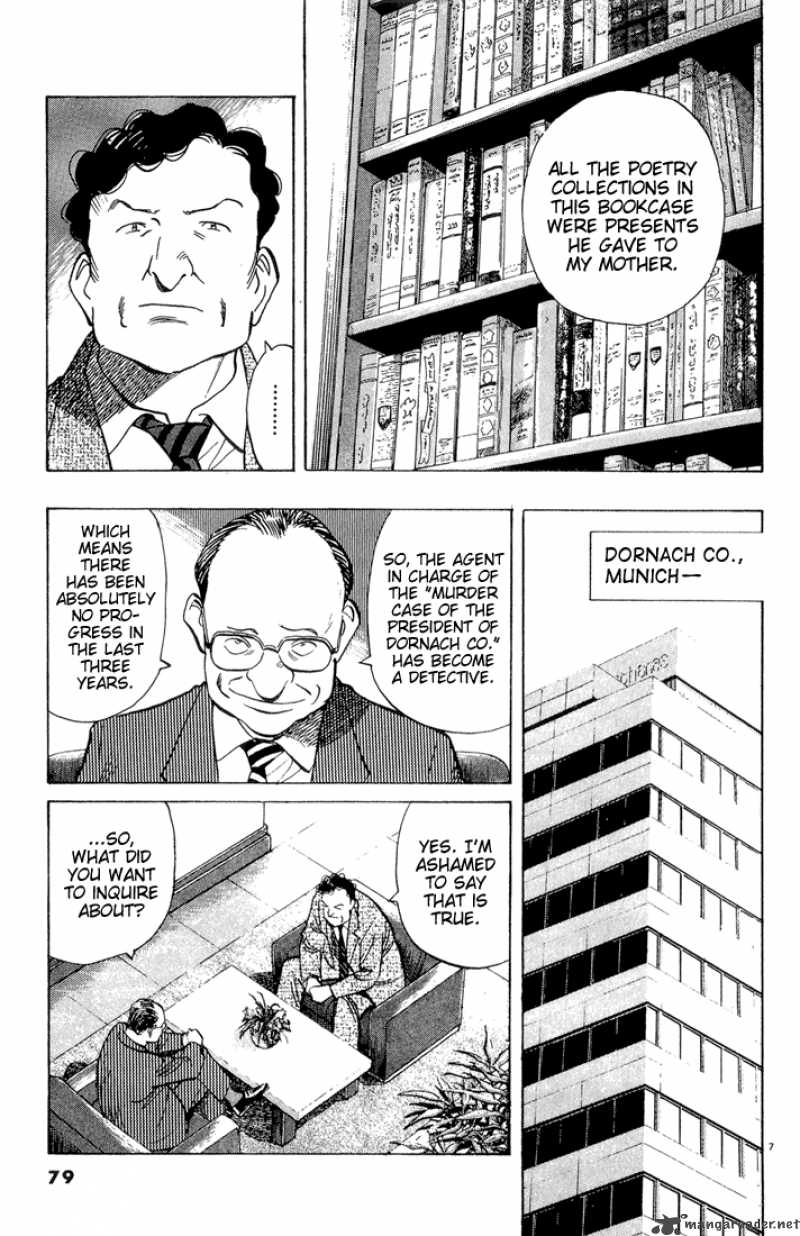 ALL THE POETRY
COLLECTIONS IN
THIS BOOKCASE
WERE PRESENTS
HE GAVE TO
MY MOTHER.
.........
DORNACH CO.,
MUNICH—
SO, THE AGENT
IN CHARGE OF
THE "MURDER
CASE OF THE
PRESIDENT OF
DORNACH CO."
HAS BECOME
A DETECTIVE.
WHICH
MEANS
THERE
HAS BEEN
ABSOLUTELY
NO PRO-
GRESS IN
THE LAST
THREE
YEARS.
YES. I'M
ASHAMED
TO SAY
THAT IS
TRUE.
...SO,
WHAT DID
YOU WANT
TO INQUIRE
ABOUT?
7
79
mangareader.net